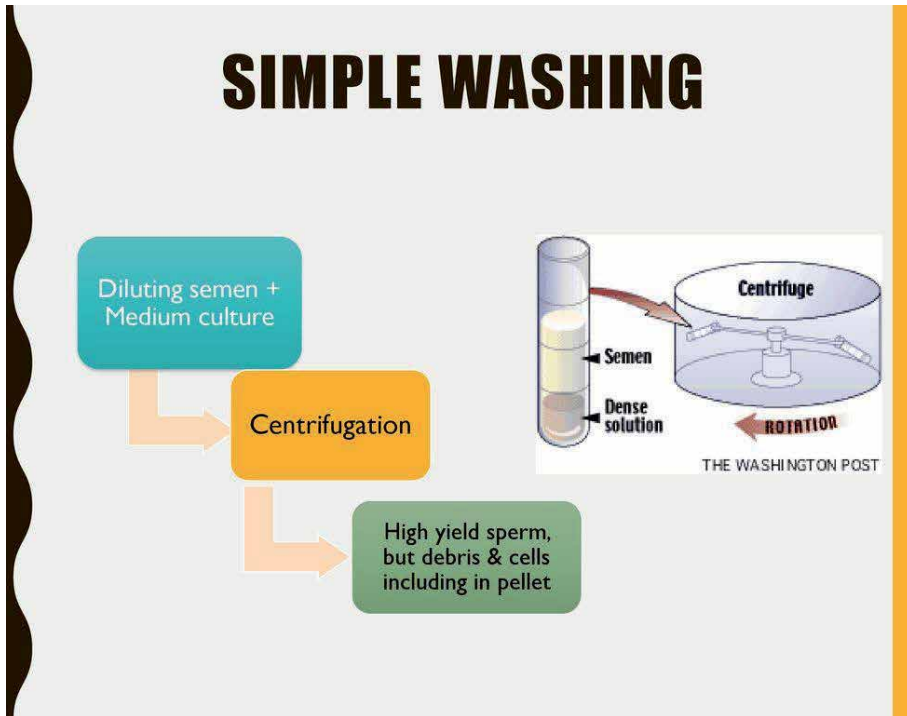 SIMPLE WASHING
Diluting semen +
Medium culture
Centrifugation
High yield sperm,
but debris & cells
including in pellet
Centrifuge
Semen
Dense
solution
ROTATION
THE WASHINGTON POST